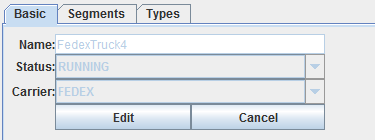 Basic Segments Types
Name: FedexTruck4
Status: RUNNING
Carrier: FEDEX
Edit Cancel